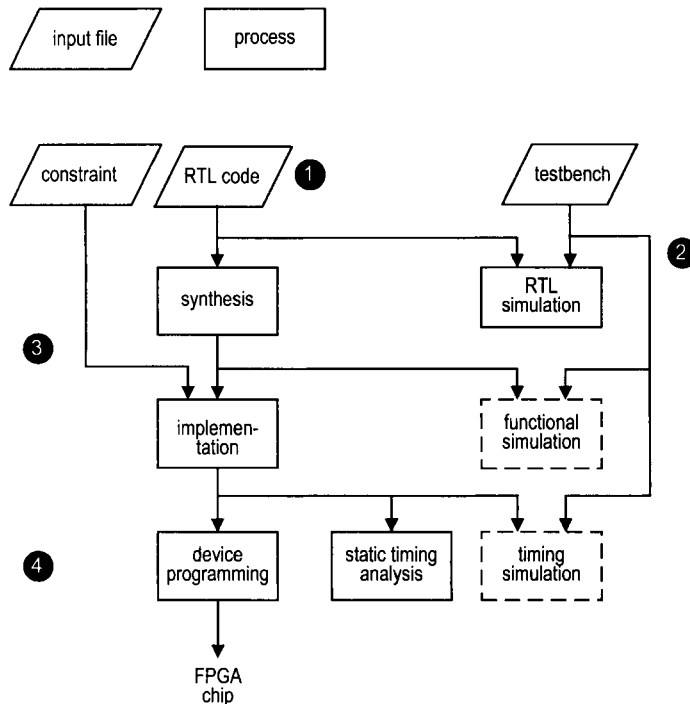 input file
process
constraint
RTL code
1
testbench
2
synthesis
RTL
simulation
3
implemen-
tation
functional
simulation
4
device
programming
static timing
analysis
timing
simulation
FPGA
chip